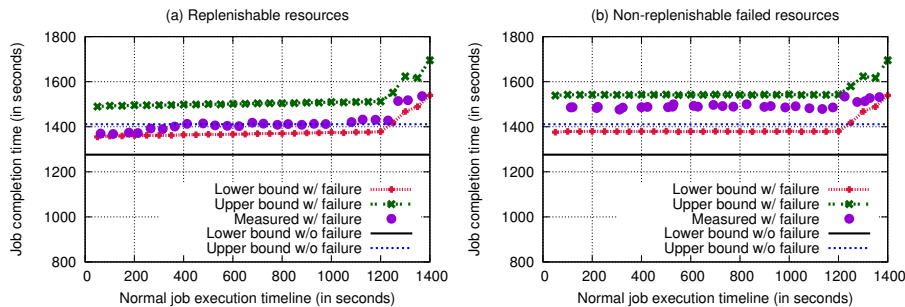 (a) Replenishable resources
Job completion time (in seconds)
1800
1600
1400
1200
1000
800
Lower bound w/ failure
Upper bound w/ failure
Measured w/ failure
Lower bound w/o failure
Upper bound w/o failure
0 200 400 600 800 1000 1200 1400
Normal job execution timeline (in seconds)
(b) Non-replenishable failed resources
Job completion time (in seconds)
1800
1600
1400
1200
1000
800
Lower bound w/ failure
Upper bound w/ failure
Measured w/ failure
Lower bound w/o failure
Upper bound w/o failure
0 200 400 600 800 1000 1200 1400
Normal job execution timeline (in seconds)